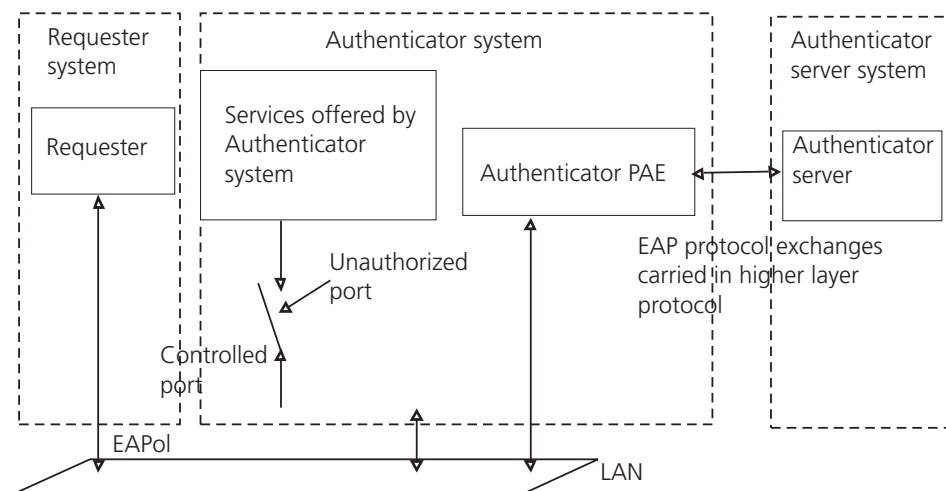 Requester
system
Authenticator system
Authenticator
server system
Requester
Services offered by
Authenticator
system
Authenticator PAE
Authenticator
server
EAP protocol exchanges
carried in higher layer
protocol
Unauthorized
port
Controlled
port
EAPol
LAN